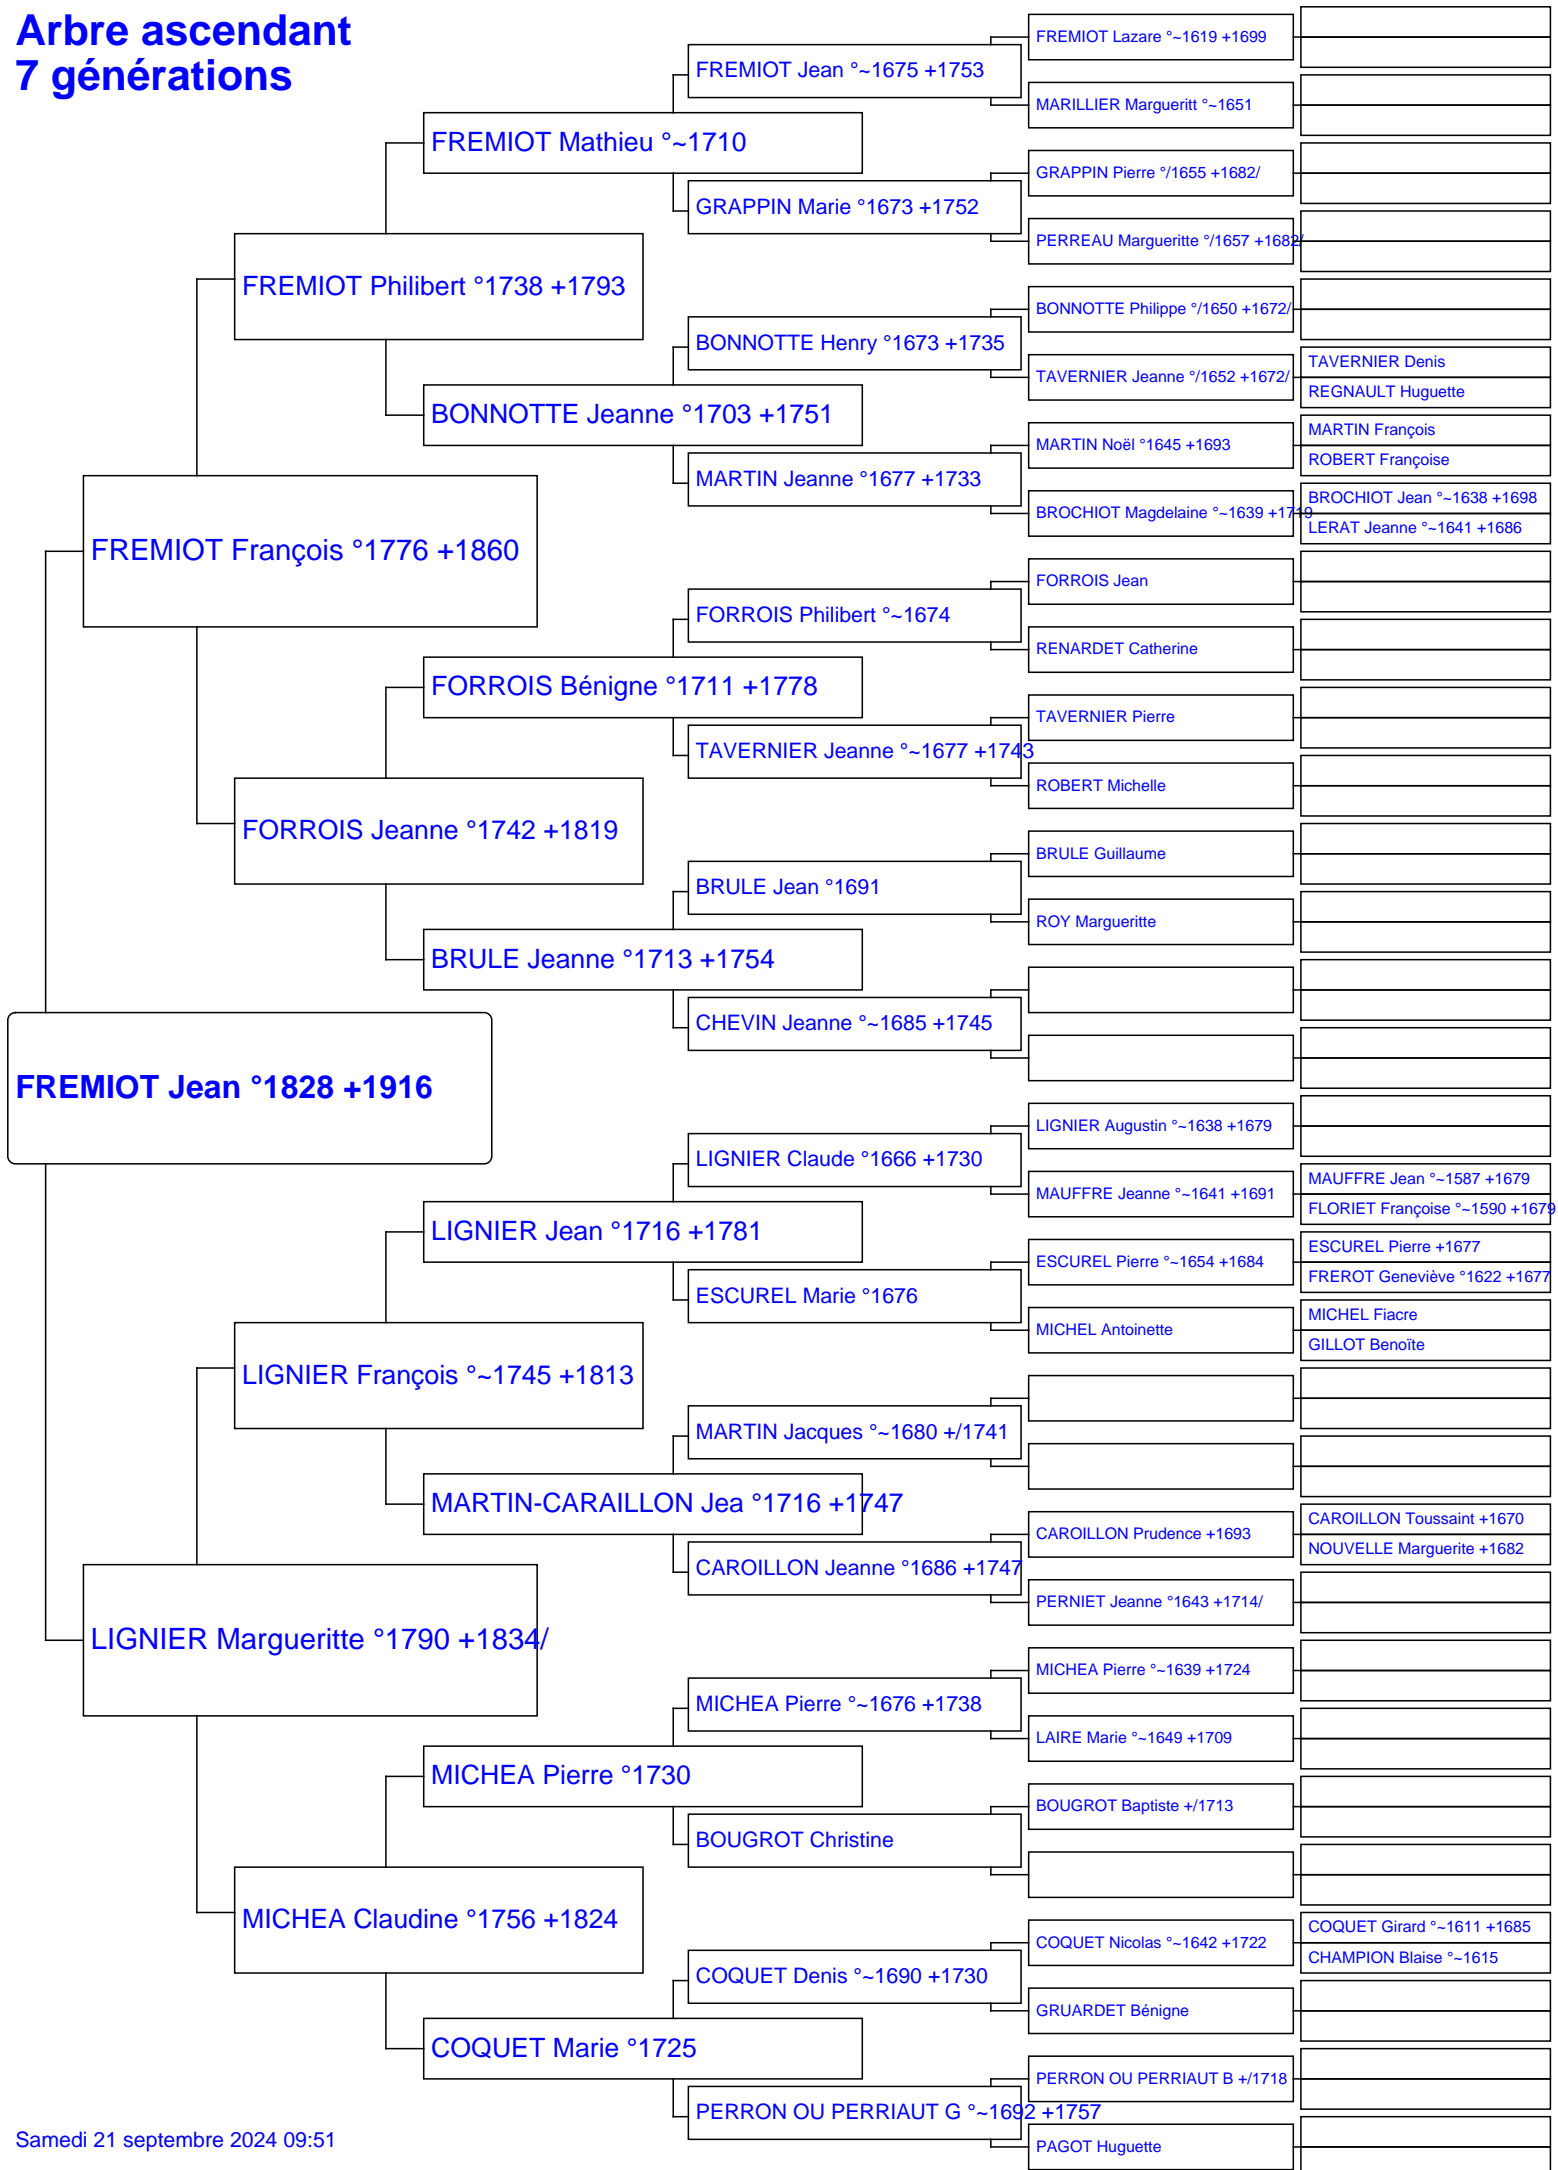 Arbre ascendant
7 générations
FREMIOT Jean °1828 +1916
FREMIOT François °1776 +1860
LIGNIER Margueritte °1790 +1834/
FREMIOT Philibert °1738 +1793
FORROIS Jeanne °1742 +1819
LIGNIER François °~1745 +1813
MICHEA Claudine °1756 +1824
FREMIOT Mathieu °~1710
BONNOTTE Jeanne °1703 +1751
FORROIS Bénigne °1711 +1778
BRULE Jeanne °1713 +1754
LIGNIER Jean °1716 +1781
MARTIN-CARAILLON Jea °1716 +1747
MICHEA Pierre °1730
COQUET Marie °1725
FREMIOT Jean °~1675 +1753
GRAPPIN Marie °1673 +1752
BONNOTTE Henry °1673 +1735
MARTIN Jeanne °1677 +1733
FORROIS Philibert °~1674
TAVERNIER Jeanne °~1677 +1743
BRULE Jean °1691
CHEVIN Jeanne °~1685 +1745
LIGNIER Claude °1666 +1730
ESCUREL Marie °1676
MARTIN Jacques °~1680 +/1741
CAROILLON Jeanne °1686 +1747
MICHEA Pierre °~1676 +1738
BOUGROT Christine
COQUET Denis °~1690 +1730
PERRON OU PERRIAUT G °~1692 +1757
FREMIOT Lazare °~1619 +1699
MARILLIER Margueritt °~1651
GRAPPIN Pierre °/1655 +1682/
PERREAU Margueritte °/1657 +1682/
BONNOTTE Philippe °/1650 +1672/
TAVERNIER Jeanne °/1652 +1672/
MARTIN Noël °1645 +1693
BROCHIOT Magdelaine °~1639 +1719
FORROIS Jean
RENARDET Catherine
TAVERNIER Pierre
ROBERT Michelle
BRULE Guillaume
ROY Margueritte
LIGNIER Augustin °~1638 +1679
MAUFFRE Jeanne °~1641 +1691
ESCUREL Pierre °~1654 +1684
MICHEL Antoinette
CAROILLON Prudence +1693
PERNIET Jeanne °1643 +1714/
MICHEA Pierre °~1639 +1724
LAIRE Marie °~1649 +1709
BOUGROT Baptiste +/1713
COQUET Nicolas °~1642 +1722
GRUARDET Bénigne
PERRON OU PERRIAUT B +/1718
PAGOT Huguette
TAVERNIER Denis
REGNAULT Huguette
MARTIN François
ROBERT Françoise
BROCHIOT Jean °~1638 +1698
LERAT Jeanne °~1641 +1686
MAUFFRE Jean °~1587 +1679
FLORIET Françoise °~1590 +1679
ESCUREL Pierre +1677
FREROT Geneviève °1622 +1677
MICHEL Fiacre
GILLOT Benoïte
CAROILLON Toussaint +1670
NOUVELLE Marguerite +1682
COQUET Girard °~1611 +1685
CHAMPION Blaise °~1615
Samedi 21 septembre 2024 09:51